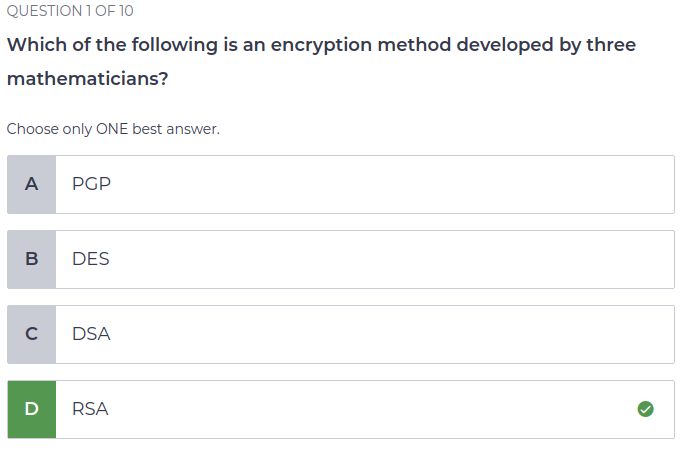 QUESTION 1 OF 10
Which of the following is an encryption method developed by three
mathematicians?
Choose only ONE best answer.
A PGP
B DES
C DSA
D RSA